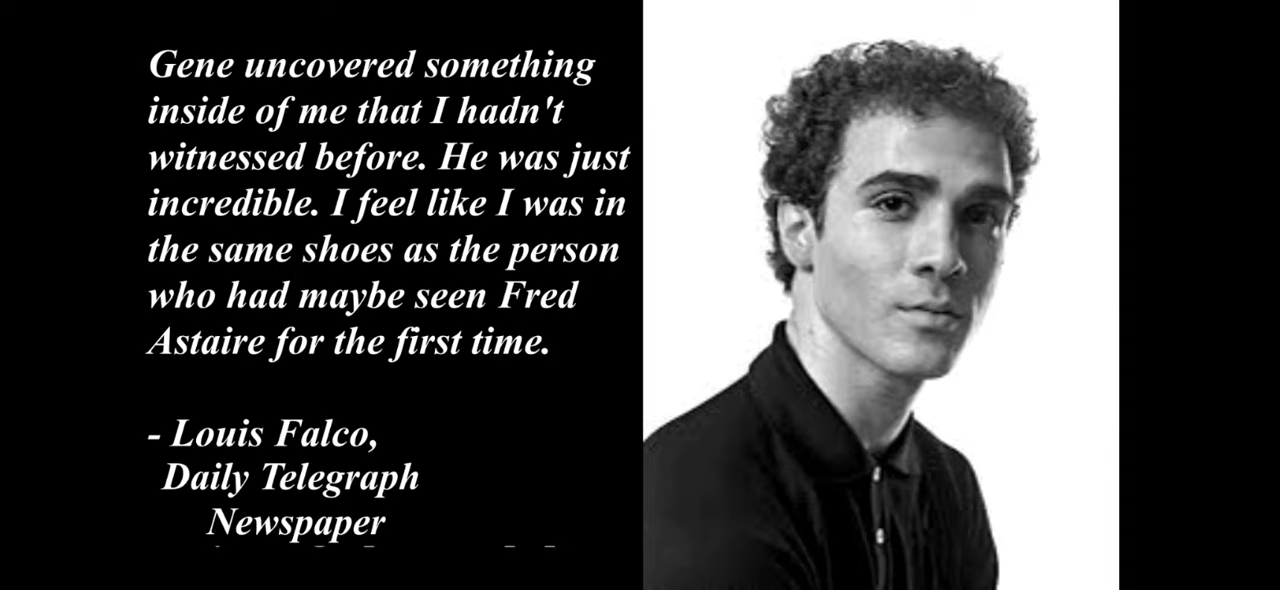 Gene uncovered something
inside of me that I hadn't
witnessed before. He was just
incredible. I feel like I was in
the same shoes as the person
who had maybe seen Fred
Astaire for the first time.
- Louis Falco,
Daily Telegraph
Newspaper